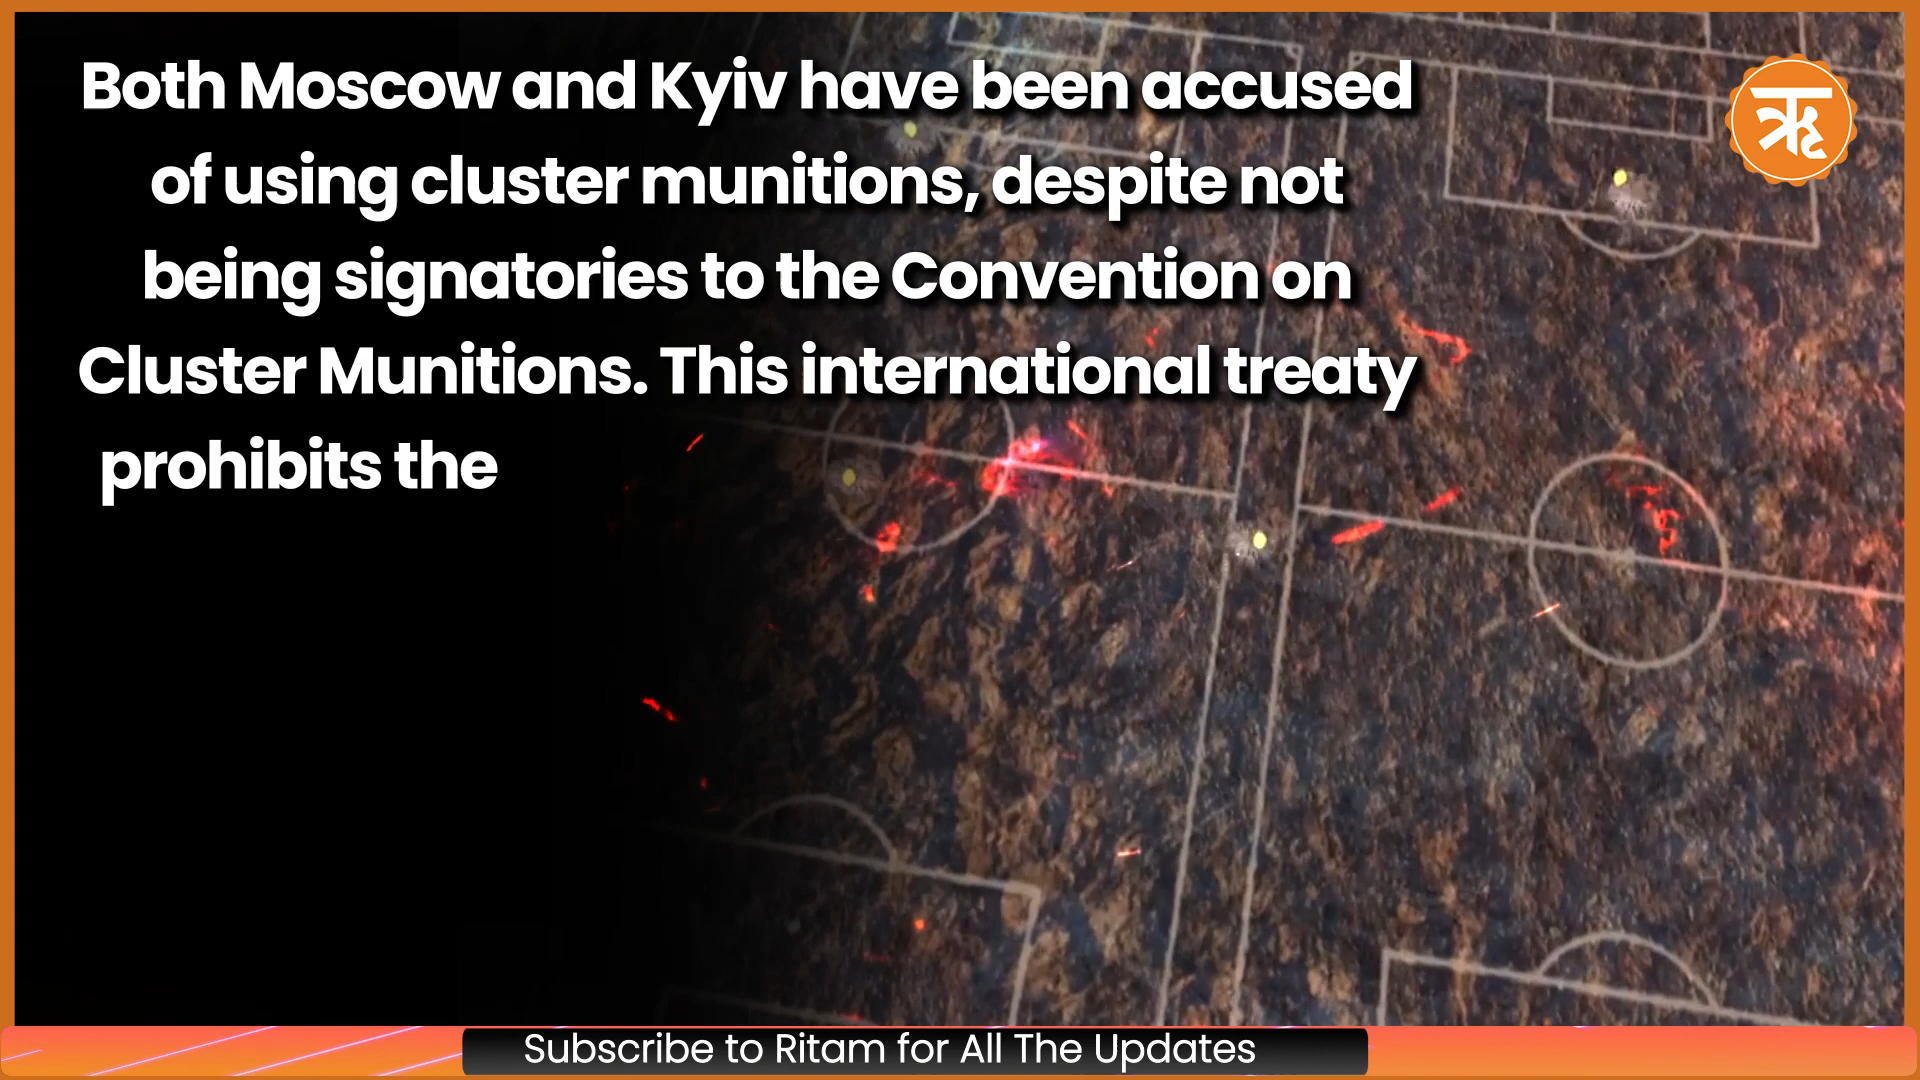 Both Moscow and Kyiv have been accused
of using cluster munitions, despite not
being signatories to the Convention on
Cluster Munitions. This international treaty
prohibits the
ऋ
Subscribe to Ritam for All The Updates